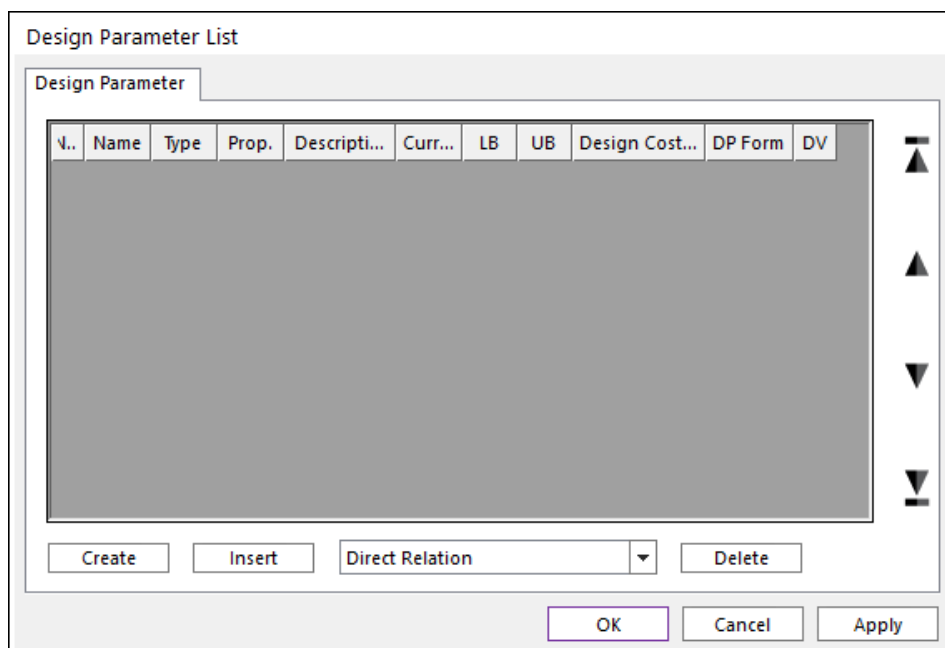 Design Parameter List
Design Parameter
Name Type Prop. Descripti... Curr... LB UB Design Cost... DP Form DV
Create Insert Direct Relation Delete
OK Cancel Apply